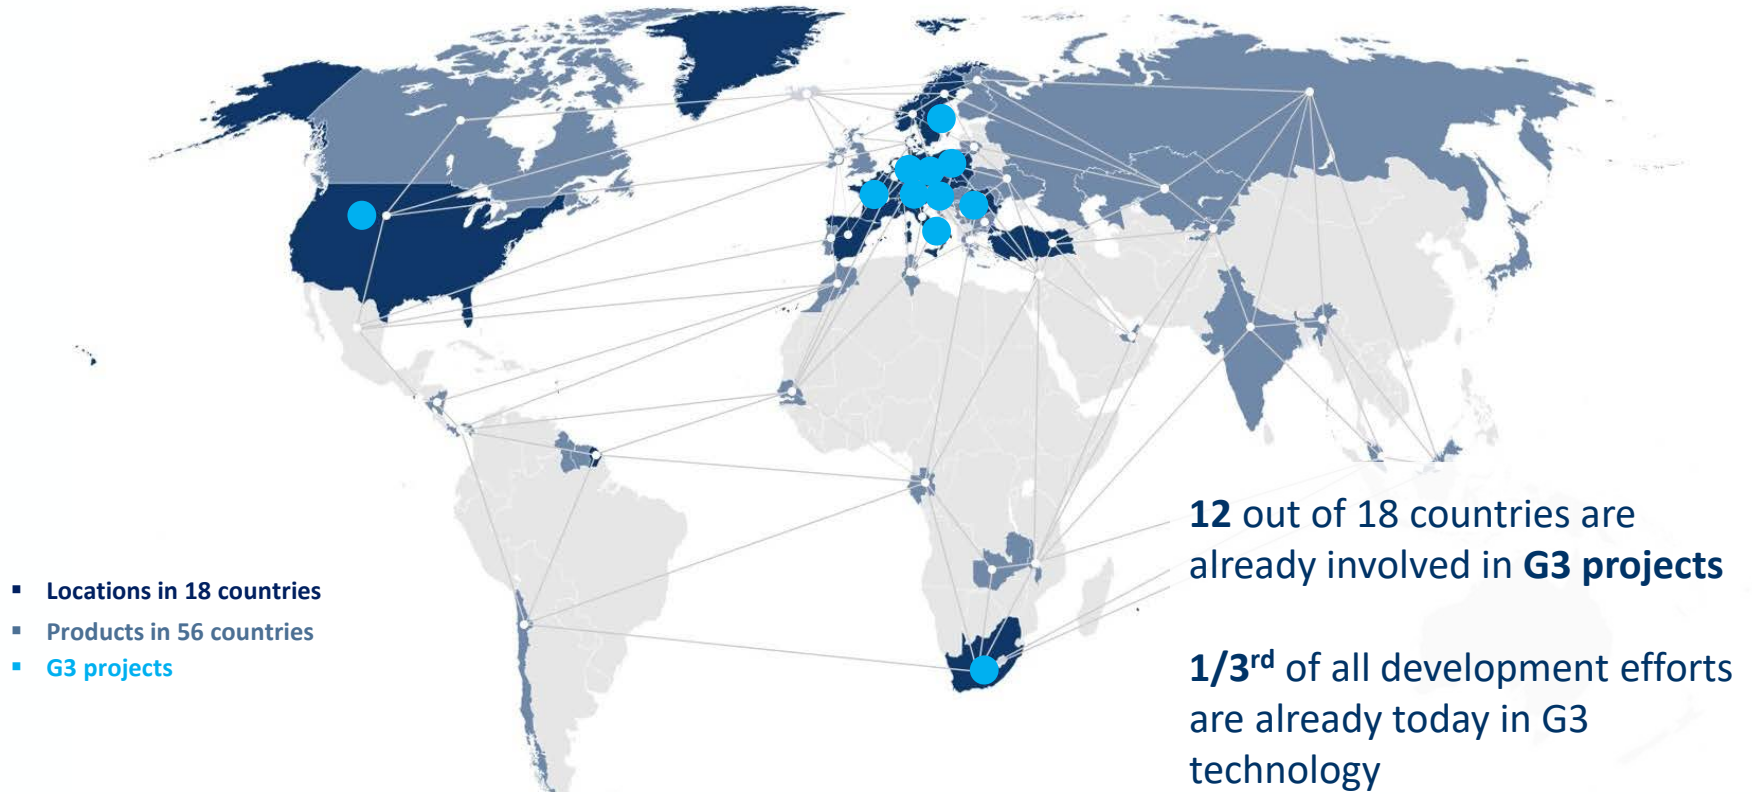 ▪ Locations in 18 countries
▪ Products in 56 countries
▪ G3 projects
12 out of 18 countries are
already involved in G3 projects
1/3rd of all development efforts
are already today in G3
technology